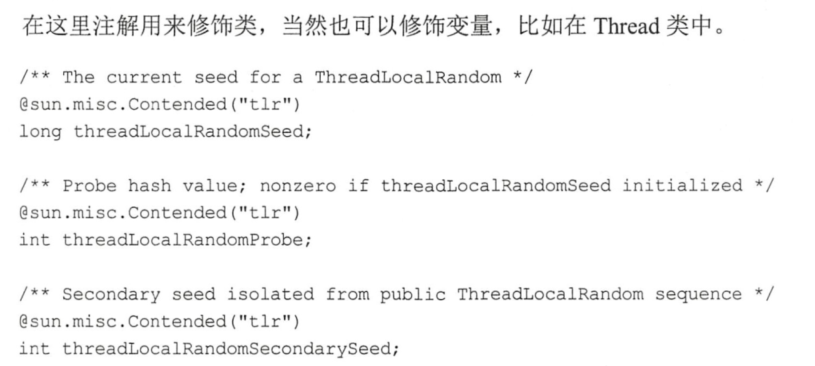 在这里注解用来修饰类，当然也可以修饰变量，比如在 Thread 类中。
/** The current seed for a ThreadLocalRandom */
@sun.misc.Contended("tlr")
long threadLocalRandomSeed;
/** Probe hash value; nonzero if threadLocalRandomSeed initialized */
@sun.misc.Contended("tlr")
int threadLocalRandomProbe;
/** Secondary seed isolated from public ThreadLocalRandom sequence */
@sun.misc.Contended("tlr")
int threadLocalRandomSecondarySeed;